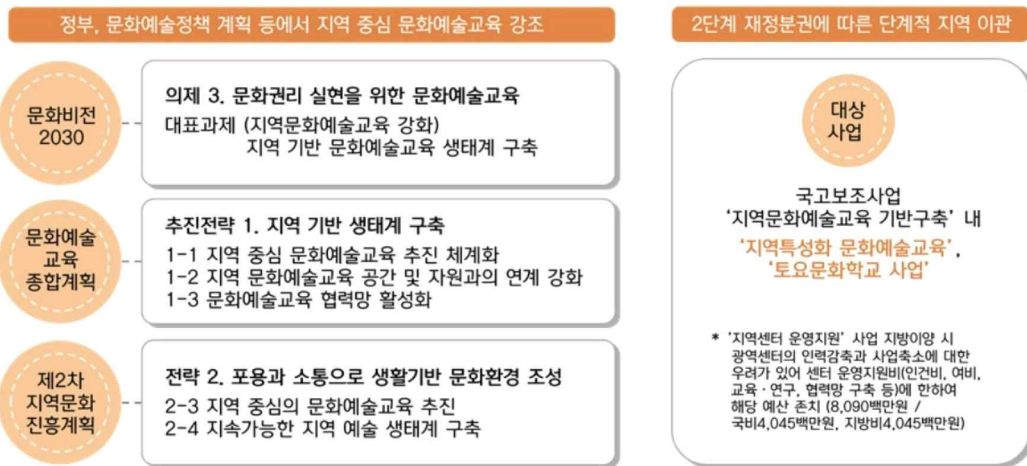 정부, 문화예술정책 계획 등에서 지역 중심 문화예술교육 강조
문화비전
2030
의제 3. 문화권리 실현을 위한 문화예술교육
대표과제 (지역문화예술교육 강화)
지역 기반 문화예술교육 생태계 구축
문화예술
교육
종합계획
추진전략 1. 지역 기반 생태계 구축
1-1 지역 중심 문화예술교육 추진 체계화
1-2 지역 문화예술교육 공간 및 자원과의 연계 강화
1-3 문화예술교육 협력망 활성화
제2차
지역문화
진흥계획
전략 2. 포용과 소통으로 생활기반 문화환경 조성
2-3 지역 중심의 문화예술교육 추진
2-4 지속가능한 지역 예술 생태계 구축
2단계 재정분권에 따른 단계적 지역 이관
대상
사업
국고보조사업
‘지역문화예술교육 기반구축’ 내
‘지역특성화 문화예술교육’,
‘토요문화학교 사업’
* ‘지역센터 운영지원’ 사업 지방이양 시
광역센터의 인력감축과 사업축소에 대한
우려가 있어 센터 운영지원비(인건비, 여비,
교육·연구, 협력망 구축 등)에 한하여
해당 예산 존치 (8,090백만원 /
국비4,045백만원, 지방비4,045백만원)